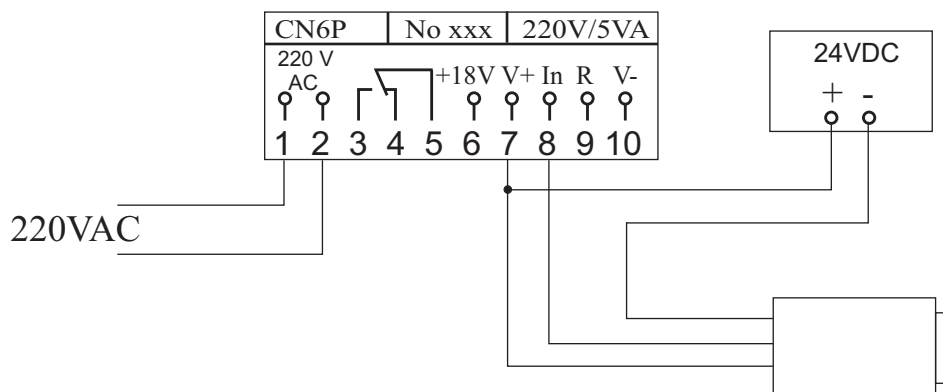 CN6P No xxx 220V/5VA
220 V
AC
+18V V+ In R V-
1 2 3 4 5 6 7 8 9 10
220VAC
24VDC
+ -